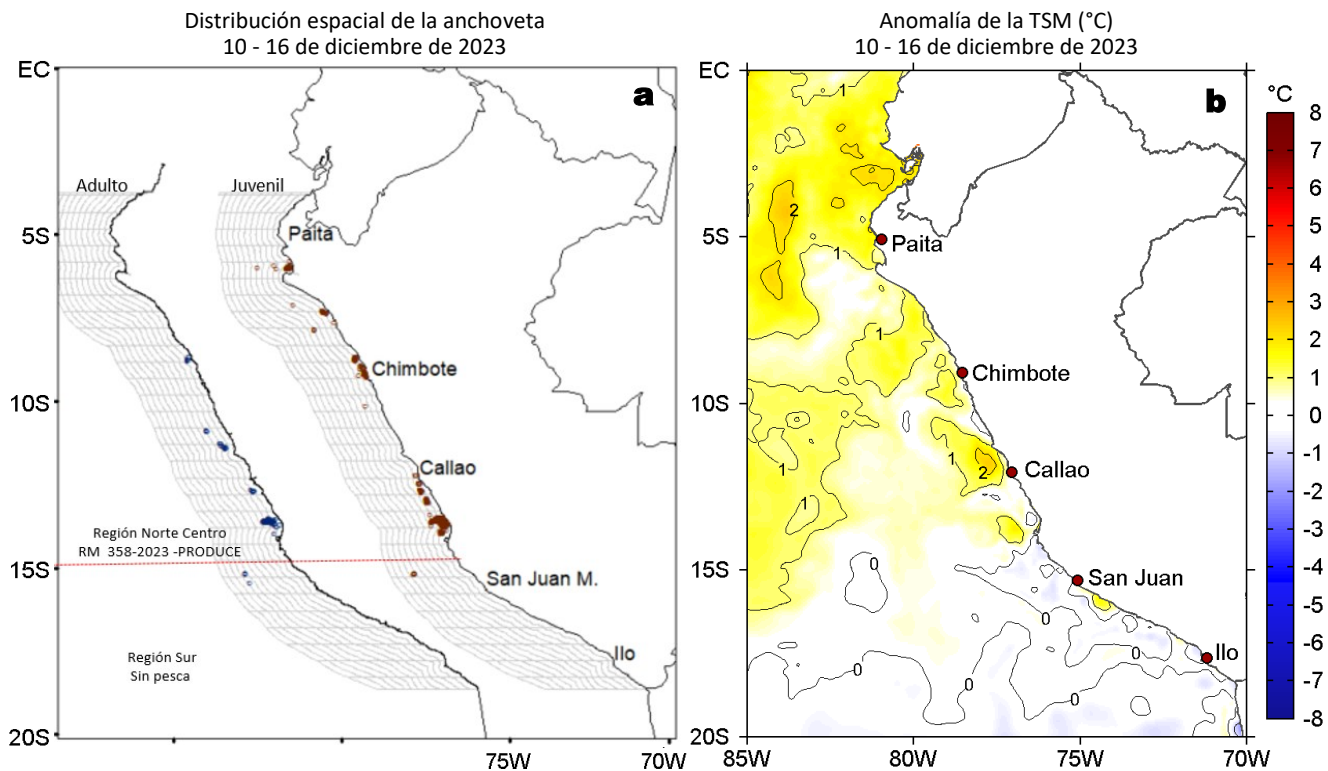 Distribución espacial de la anchoveta
10 - 16 de diciembre de 2023
EC
a
Adulto
Juvenil
Paita
5S
Chimbote
10S
Callao
Región Norte Centro
RM 358-2023 -PRODUCE
15S
San Juan M.
Ilo
Región Sur
Sin pesca
20S
75W
70W
Anomalía de la TSM (°C)
10 - 16 de diciembre de 2023
EC
b
1
2
5S
Paita
1
1
Chimbote
10S
1
2
Callao
1
1
15S
0
San Juan
0
0
Ilo
0
0
0
20S
85W
80W
75W
70W
°C
8
7
6
5
4
3
2
1
0
-1
-2
-3
-4
-5
-6
-7
-8